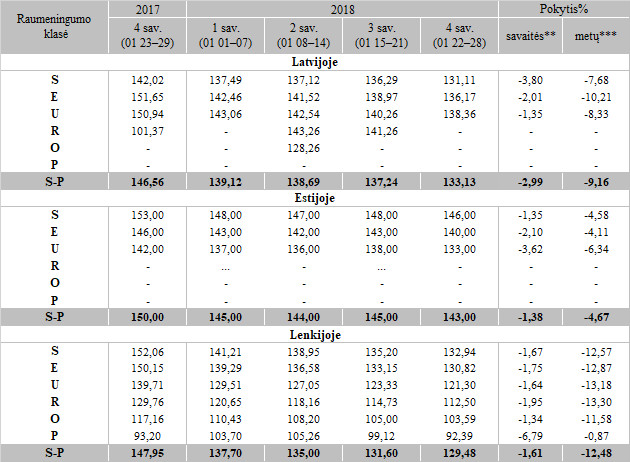 Raumeningumo klasė 2017 2018 Pokytis%
4 sav. (01 23–29) 1 sav. (01 01–07) 2 sav. (01 08–14) 3 sav. (01 15–21) 4 sav. (01 22–28) savaitės** metų***
Latvijoje
S 142,02 137,49 137,12 136,29 131,11 -3,80 -7,68
E 151,65 142,46 141,52 138,97 136,17 -2,01 -10,21
U 150,94 143,06 142,54 140,26 138,36 -1,35 -8,33
R 101,37 - 143,26 141,26 - - -
O - - 128,26 - - - -
P - - - - - - -
S-P 146,56 139,12 138,69 137,24 133,13 -2,99 -9,16
Estijoje
S 153,00 148,00 147,00 148,00 146,00 -1,35 -4,58
E 146,00 143,00 142,00 143,00 140,00 -2,10 -4,11
U 142,00 137,00 136,00 138,00 133,00 -3,62 -6,34
R - ... - ... - - -
O - - - - - - -
P - - - - - - -
S-P 150,00 145,00 144,00 145,00 143,00 -1,38 -4,67
Lenkijoje
S 152,06 141,21 138,95 135,20 132,94 -1,67 -12,57
E 150,15 139,29 136,58 133,15 130,82 -1,75 -12,87
U 139,71 129,51 127,05 123,33 121,30 -1,64 -13,18
R 129,76 120,65 118,16 114,73 112,50 -1,95 -13,30
O 117,16 110,43 108,20 105,00 103,59 -1,34 -11,58
P 93,20 103,70 105,26 99,12 92,39 -6,79 -0,87
S-P 147,95 137,70 135,00 131,60 129,48 -1,61 -12,48